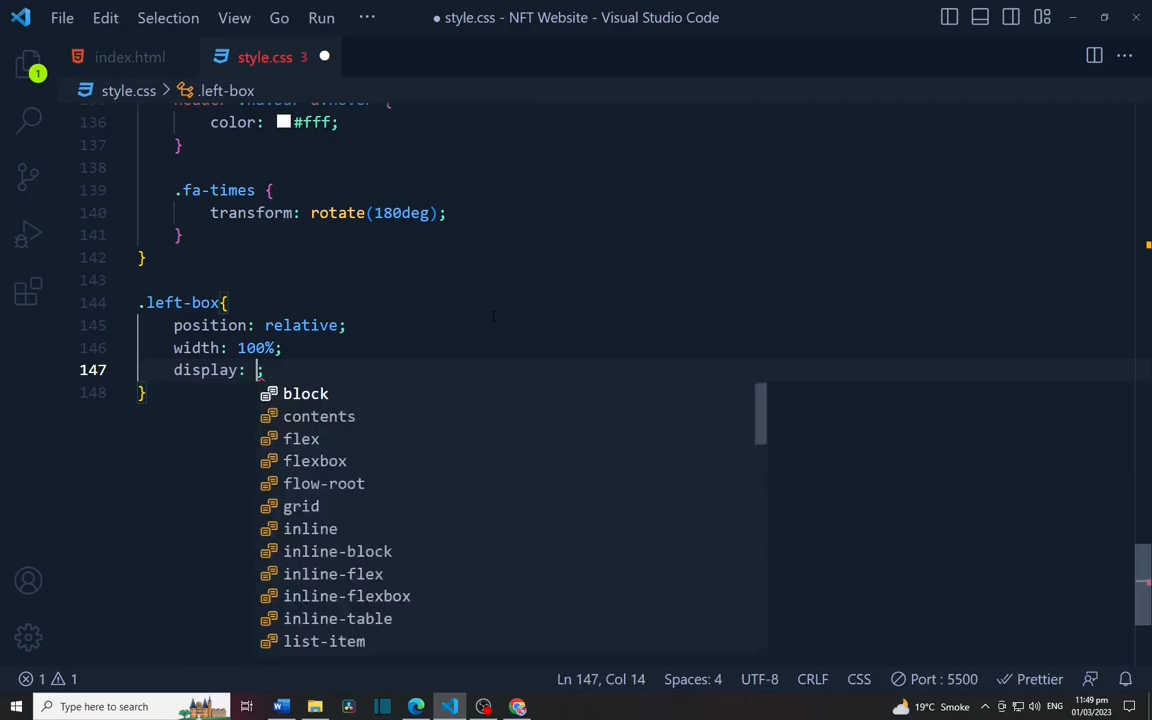 File Edit Selection View Go Run ··· ● style.css - NFT Website - Visual Studio Code
index.html style.css 3
style.css > .left-box
136 color: #fff;
137 }
138
139 .fa-times {
140 transform: rotate(180deg);
141 }
142 }
143
144 .left-box{
145 position: relative;
146 width: 100%;
147 display: ;
148 }
block
contents
flex
flexbox
flow-root
grid
inline
inline-block
inline-flex
inline-flexbox
inline-table
list-item
1
1 1 Ln 147, Col 14 Spaces: 4 UTF-8 CRLF CSS Port : 5500 Prettier
Type here to search 19°C Smoke ENG 11:49 pm
01/03/2023